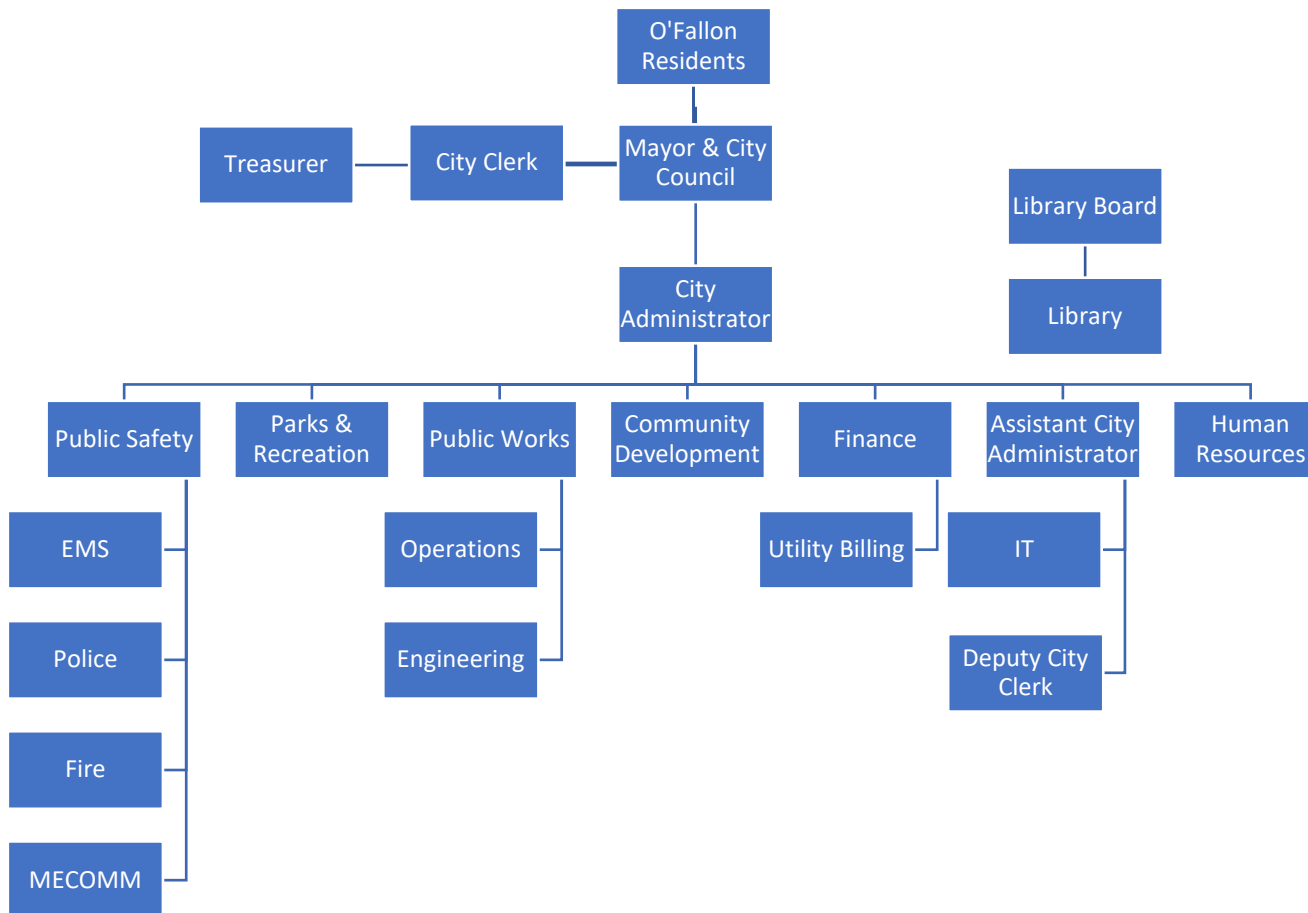 O'Fallon
Residents
Treasurer
City Clerk
Mayor & City
Council
Library Board
City
Administrator
Library
Public Safety
Parks &
Recreation
Public Works
Community
Development
Finance
Assistant City
Administrator
Human
Resources
EMS
Operations
Utility Billing
IT
Police
Engineering
Deputy City
Clerk
Fire
MECOMM